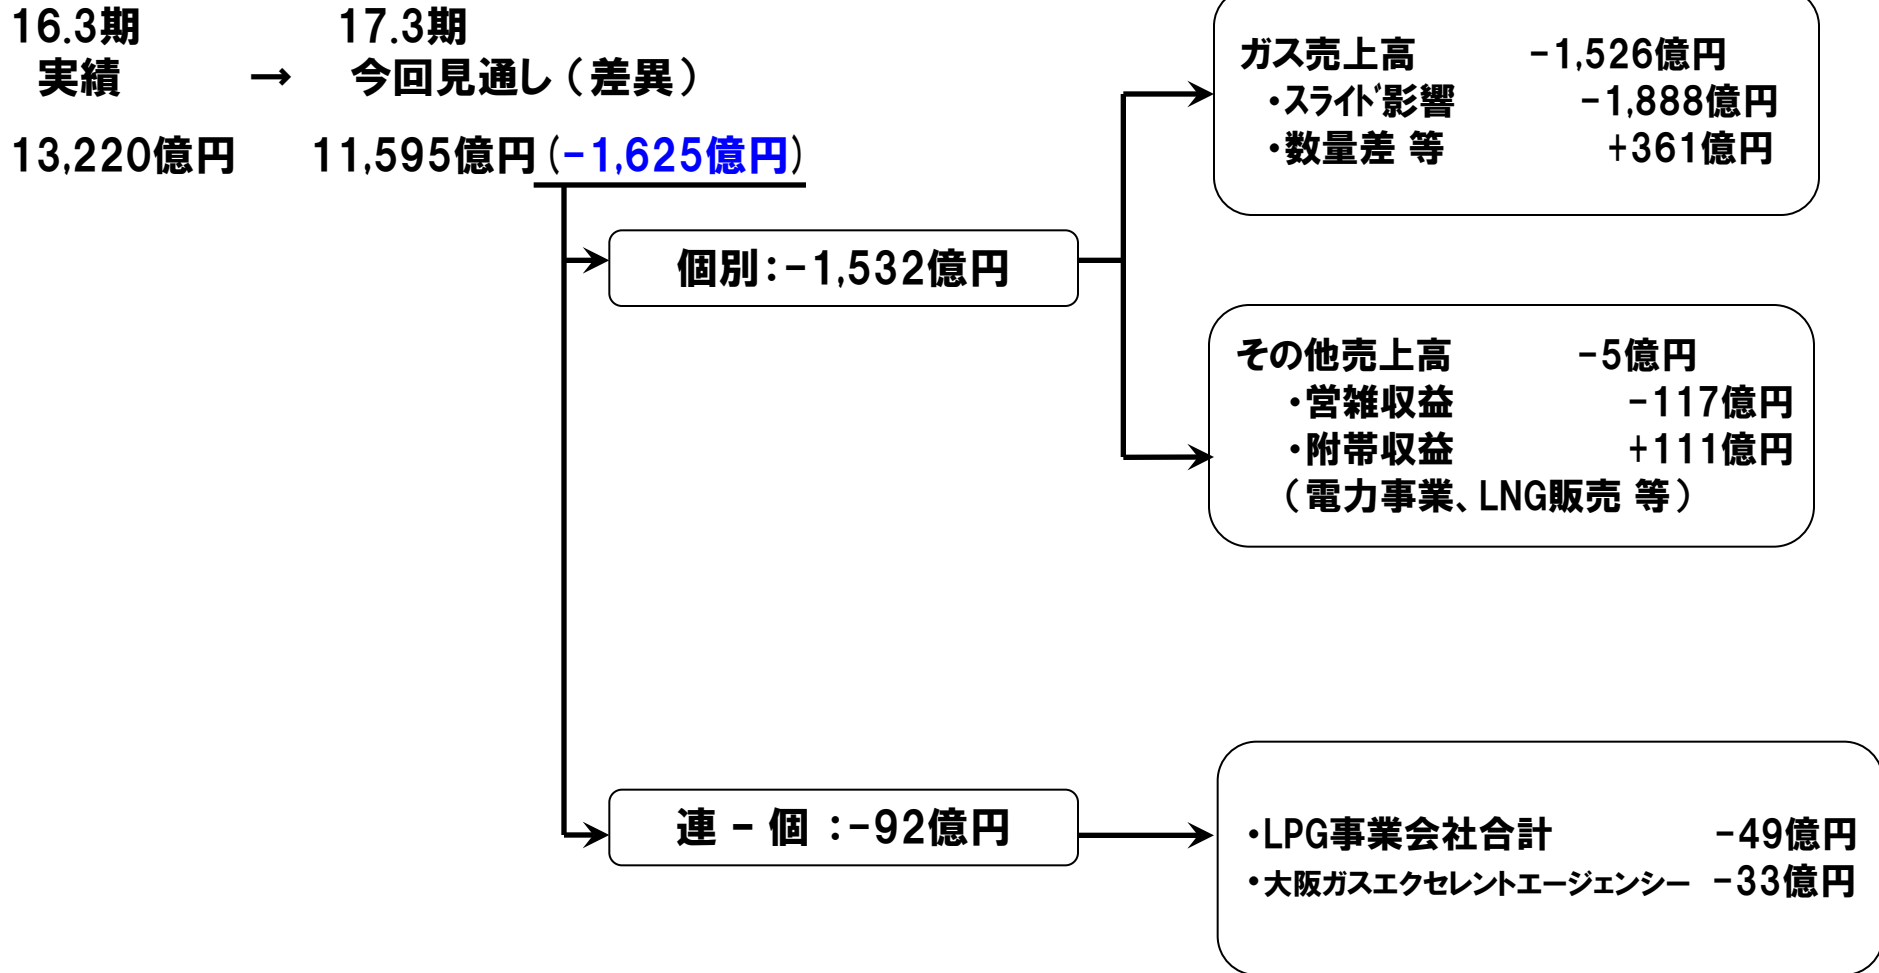 16.3期 17.3期
実績 → 今回見通し（差異）
13,220億円 11,595億円(−1,625億円)
個別：−1,532億円
ガス売上高 −1,526億円
・スライド影響 −1,888億円
・数量差 等 +361億円
その他売上高 −5億円
・営雑収益 −117億円
・附帯収益 +111億円
（電力事業、LNG販売 等）
連 − 個 ：−92億円
・LPG事業会社合計 −49億円
・大阪ガスエクセレントエージェンシー −33億円